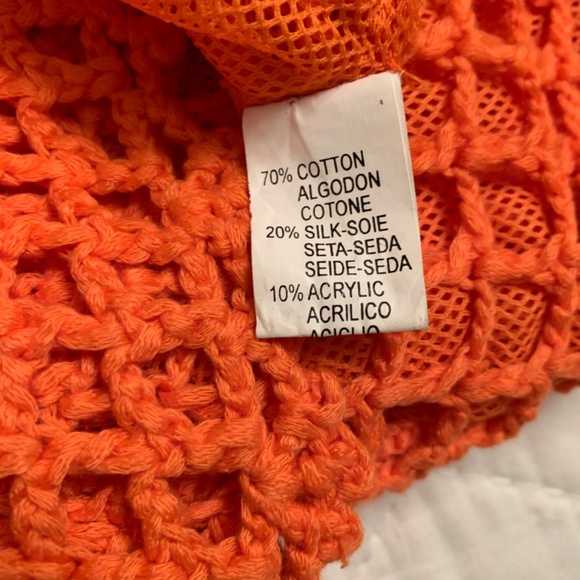 70% COTTON
ALGODON
COTONE
20% SILK-SOIE
SETA-SEDA
SEIDE-SEDA
10% ACRYLIC
ACRILICO